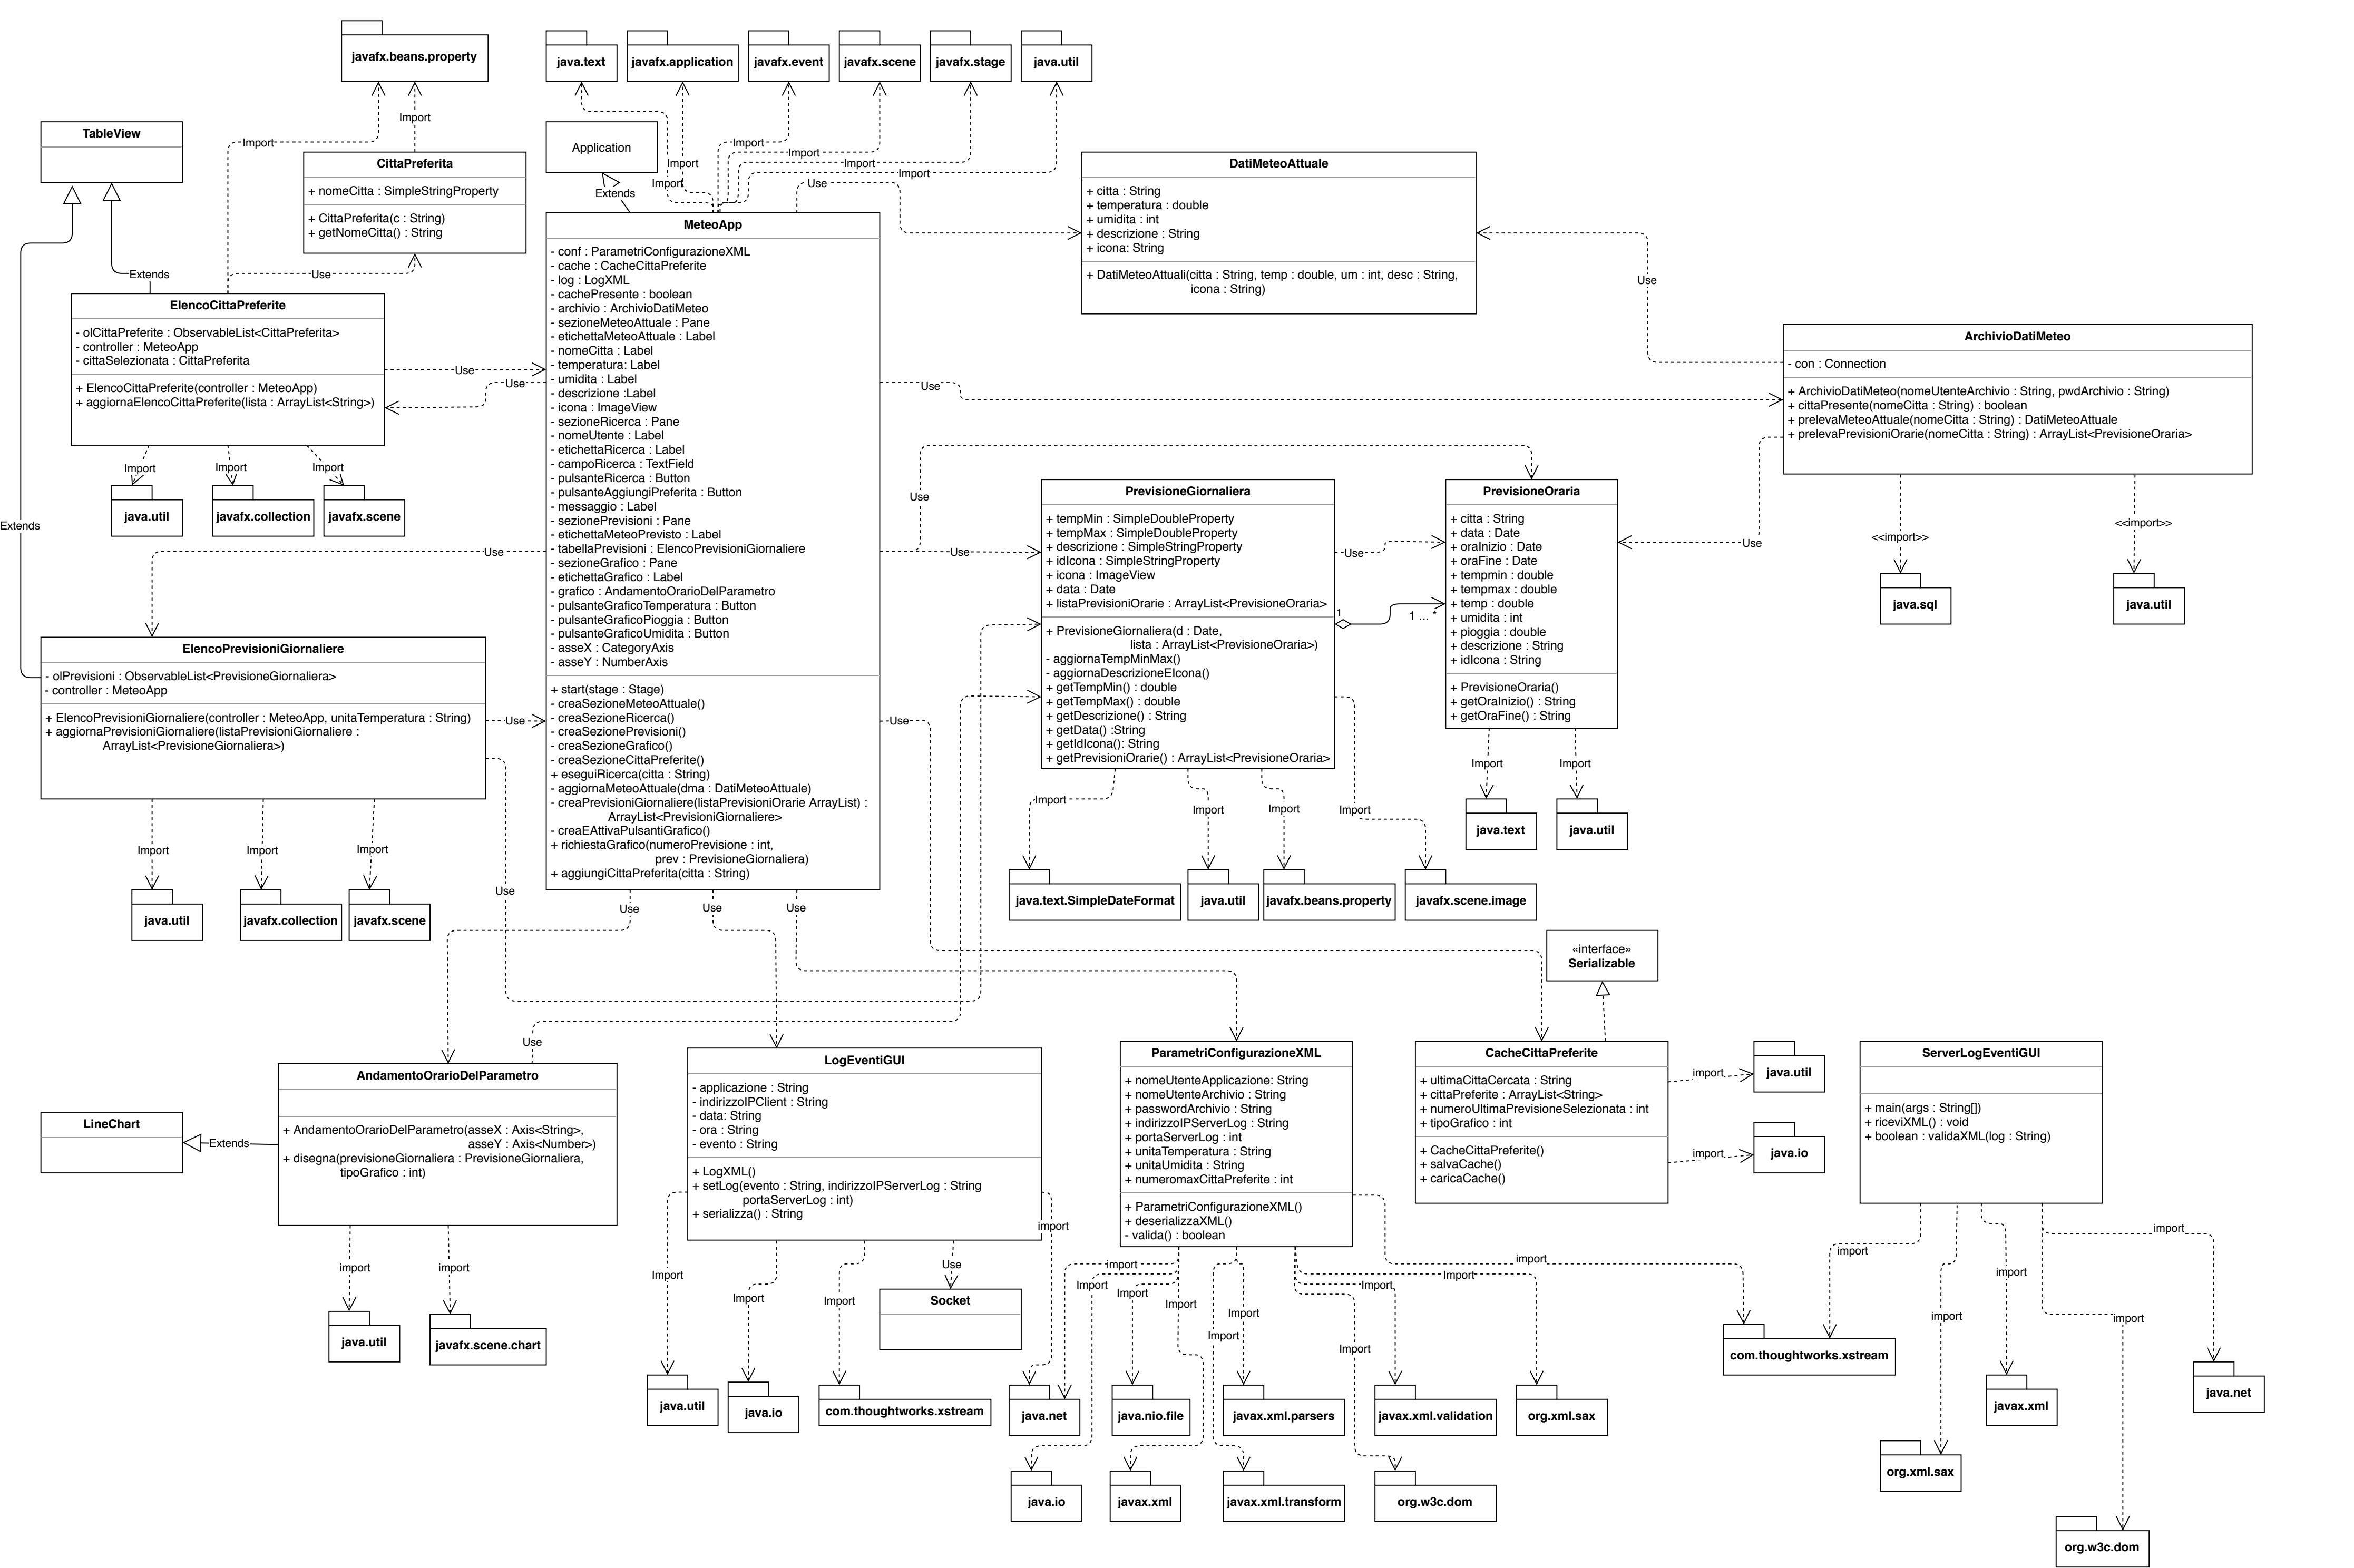 javafx.beans.property
java.text
javafx.application
javafx.event
javafx.scene
javafx.stage
java.util
Import
Import
Import
Import
Import
Import
Import
Import
TableView
Application
Extends
Use
CittaPreferita
+ nomeCitta : SimpleStringProperty
+ CittaPreferita(c : String)
+ getNomeCitta() : String
DatiMeteoAttuale
+ citta : String
+ temperatura : double
+ umidita : int
+ descrizione : String
+ icona: String
+ DatiMeteoAttuali(citta : String, temp : double, um : int, desc : String,
icona : String)
Extends
Use
Use
ElencoCittaPreferite
- olCittaPreferite : ObservableList<CittaPreferita>
- controller : MeteoApp
- cittaSelezionata : CittaPreferita
+ ElencoCittaPreferite(controller : MeteoApp)
+ aggiornaElencoCittaPreferite(lista : ArrayList<String>)
Use
Use
Import
Import
Import
java.util
javafx.collection
javafx.scene
Extends
MeteoApp
- conf : ParametriConfigurazioneXML
- cache : CacheCittaPreferite
- log : LogXML
- cachePresente : boolean
- archivio : ArchivioDatiMeteo
- sezioneMeteoAttuale : Pane
- etichettaMeteoAttuale : Label
- nomeCitta : Label
- temperatura: Label
- umidita : Label
- descrizione :Label
- icona : ImageView
- sezioneRicerca : Pane
- nomeUtente : Label
- etichettaRicerca : Label
- campoRicerca : TextField
- pulsanteRicerca : Button
- pulsanteAggiungiPreferita : Button
- messaggio : Label
- sezionePrevisioni : Pane
- etichettaMeteoPrevisto : Label
- tabellaPrevisioni : ElencoPrevisioniGiornaliere
- sezioneGrafico : Pane
- etichettaGrafico : Label
- grafico : AndamentoOrarioDelParametro
- pulsanteGraficoTemperatura : Button
- pulsanteGraficoPioggia : Button
- pulsanteGraficoUmidita : Button
- asseX : CategoryAxis
- asseY : NumberAxis
+ start(stage : Stage)
- creaSezioneMeteoAttuale()
- creaSezioneRicerca()
- creaSezionePrevisioni()
- creaSezioneGrafico()
- creaSezioneCittaPreferite()
+ eseguiRicerca(citta : String)
- aggiornaMeteoAttuale(dma : DatiMeteoAttuale)
- creaPrevisioniGiornaliere(listaPrevisioniOrarie ArrayList) :
ArrayList<PrevisioniGiornaliere>
- creaEAttivaPulsantiGrafico()
+ richiestaGrafico(numeroPrevisione : int,
prev : PrevisioneGiornaliera)
+ aggiungiCittaPreferita(citta : String)
Use
Use
Use
Use
Use
ArchivioDatiMeteo
- con : Connection
+ ArchivioDatiMeteo(nomeUtenteArchivio : String, pwdArchivio : String)
+ cittaPresente(nomeCitta : String) : boolean
+ prelevaMeteoAttuale(nomeCitta : String) : DatiMeteoAttuale
+ prelevaPrevisioniOrarie(nomeCitta : String) : ArrayList<PrevisioneOraria>
<<import>>
<<import>>
java.sql
java.util
Use
PrevisioneGiornaliera
+ tempMin : SimpleDoubleProperty
+ tempMax : SimpleDoubleProperty
+ descrizione : SimpleStringProperty
+ idIcona : SimpleStringProperty
+ icona : ImageView
+ data : Date
+ listaPrevisioniOrarie : ArrayList<PrevisioneOraria>
+ PrevisioneGiornaliera(d : Date,
lista : ArrayList<PrevisioneOraria>)
- aggiornaTempMinMax()
- aggiornaDescrizioneEIcona()
+ getTempMin() : double
+ getTempMax() : double
+ getDescrizione() : String
+ getData() :String
+ getIdIcona(): String
+ getPrevisioniOrarie() : ArrayList<PrevisioneOraria>
Use
1
1 ... *
PrevisioneOraria
+ citta : String
+ data : Date
+ oraInizio : Date
+ oraFine : Date
+ tempmin : double
+ tempmax : double
+ temp : double
+ umidita : int
+ pioggia : double
+ descrizione : String
+ idIcona : String
+ PrevisioneOraria()
+ getOraInizio() : String
+ getOraFine() : String
Import
Import
java.text
java.util
Import
Import
Import
Import
java.text.SimpleDateFormat
java.util
javafx.beans.property
javafx.scene.image
ElencoPrevisioniGiornaliere
- olPrevisioni : ObservableList<PrevisioneGiornaliera>
- controller : MeteoApp
+ ElencoPrevisioniGiornaliere(controller : MeteoApp, unitaTemperatura : String)
+ aggiornaPrevisioniGiornaliere(listaPrevisioniGiornaliere :
ArrayList<PrevisioneGiornaliera>)
Use
Use
Import
Import
Import
java.util
javafx.collection
javafx.scene
Use
Use
Use
Use
«interface»
Serializable
AndamentoOrarioDelParametro
+ AndamentoOrarioDelParametro(asseX : Axis<String>,
asseY : Axis<Number>)
+ disegna(previsioneGiornaliera : PrevisioneGiornaliera,
tipoGrafico : int)
LineChart
Extends
import
import
java.util
javafx.scene.chart
LogEventiGUI
- applicazione : String
- indirizzoIPClient : String
- data: String
- ora : String
- evento : String
+ LogXML()
+ setLog(evento : String, indirizzoIPServerLog : String
portaServerLog : int)
+ serializza() : String
Import
Import
Import
Use
import
Socket
java.util
java.io
com.thoughtworks.xstream
ParametriConfigurazioneXML
+ nomeUtenteApplicazione: String
+ nomeUtenteArchivio : String
+ passwordArchivio : String
+ indirizzoIPServerLog : String
+ portaServerLog : int
+ unitaTemperatura : String
+ unitaUmidita : String
+ numeromaxCittaPreferite : int
+ ParametriConfigurazioneXML()
+ deserializzaXML()
- valida() : boolean
import
Import
Import
Import
Import
Import
Import
Import
Import
import
java.net
java.nio.file
javax.xml.parsers
javax.xml.validation
org.xml.sax
java.io
javax.xml
javax.xml.transform
org.w3c.dom
CacheCittaPreferite
+ ultimaCittaCercata : String
+ cittaPreferite : ArrayList<String>
+ numeroUltimaPrevisioneSelezionata : int
+ tipoGrafico : int
+ CacheCittaPreferite()
+ salvaCache()
+ caricaCache()
import
import
java.util
java.io
ServerLogEventiGUI
+ main(args : String[])
+ riceviXML() : void
+ boolean : validaXML(log : String)
import
import
import
import
import
com.thoughtworks.xstream
javax.xml
java.net
org.xml.sax
org.w3c.dom